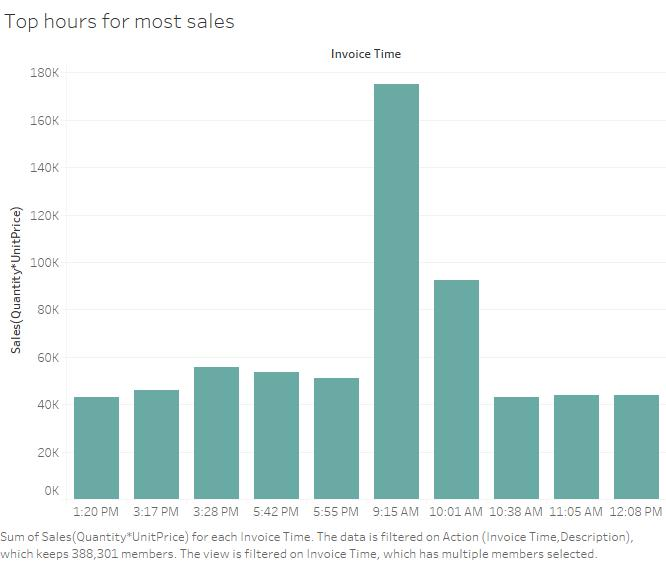 Top hours for most sales
Invoice Time
Sales(Quantity*UnitPrice)
180K
160K
140K
120K
100K
80K
60K
40K
20K
0K
1:20 PM 3:17 PM 3:28 PM 5:42 PM 5:55 PM 9:15 AM 10:01 AM 10:38 AM 11:05 AM 12:08 PM
Sum of Sales(Quantity*UnitPrice) for each Invoice Time. The data is filtered on Action (Invoice Time,Description),
which keeps 388,301 members. The view is filtered on Invoice Time, which has multiple members selected.